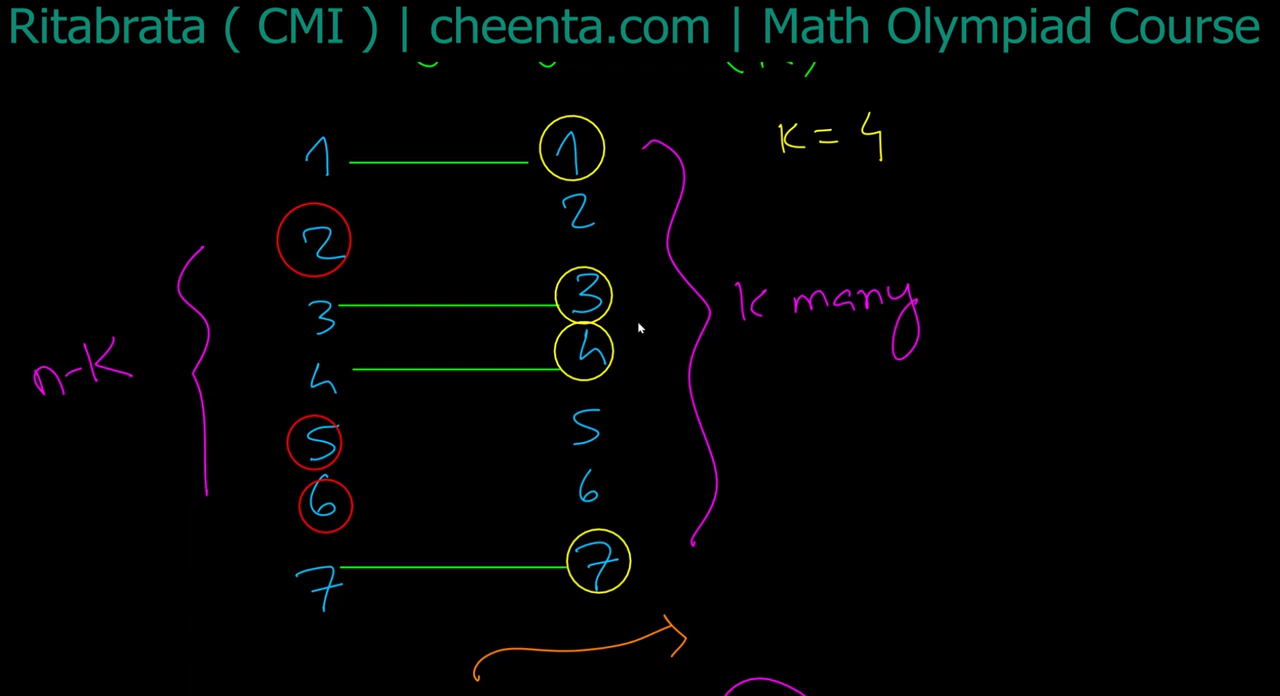 Ritabrata ( CMI ) | cheenta.com | Math Olympiad Course
K = 4
1 1
2 2
3 3
K many
n-K
4 4
5 5
6 6
7 7